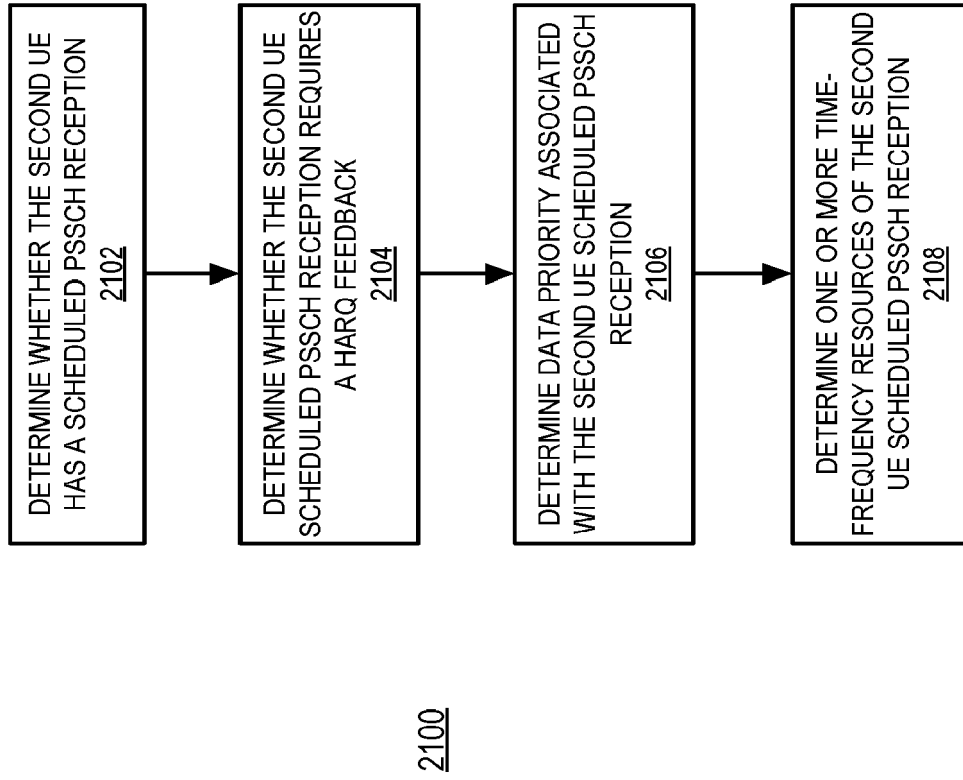 2100
DETERMINE WHETHER THE SECOND UE
HAS A SCHEDULED PSSCH RECEPTION
2102
DETERMINE WHETHER THE SECOND UE
SCHEDULED PSSCH RECEPTION REQUIRES
A HARQ FEEDBACK
2104
DETERMINE DATA PRIORITY ASSOCIATED
WITH THE SECOND UE SCHEDULED PSSCH
RECEPTION
2106
DETERMINE ONE OR MORE TIME-
FREQUENCY RESOURCES OF THE SECOND
UE SCHEDULED PSSCH RECEPTION
2108